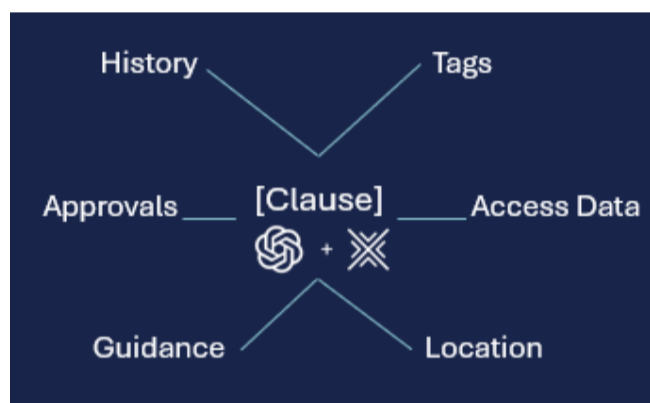 History
Tags
Approvals
[Clause]
Access Data
+
Guidance
Location